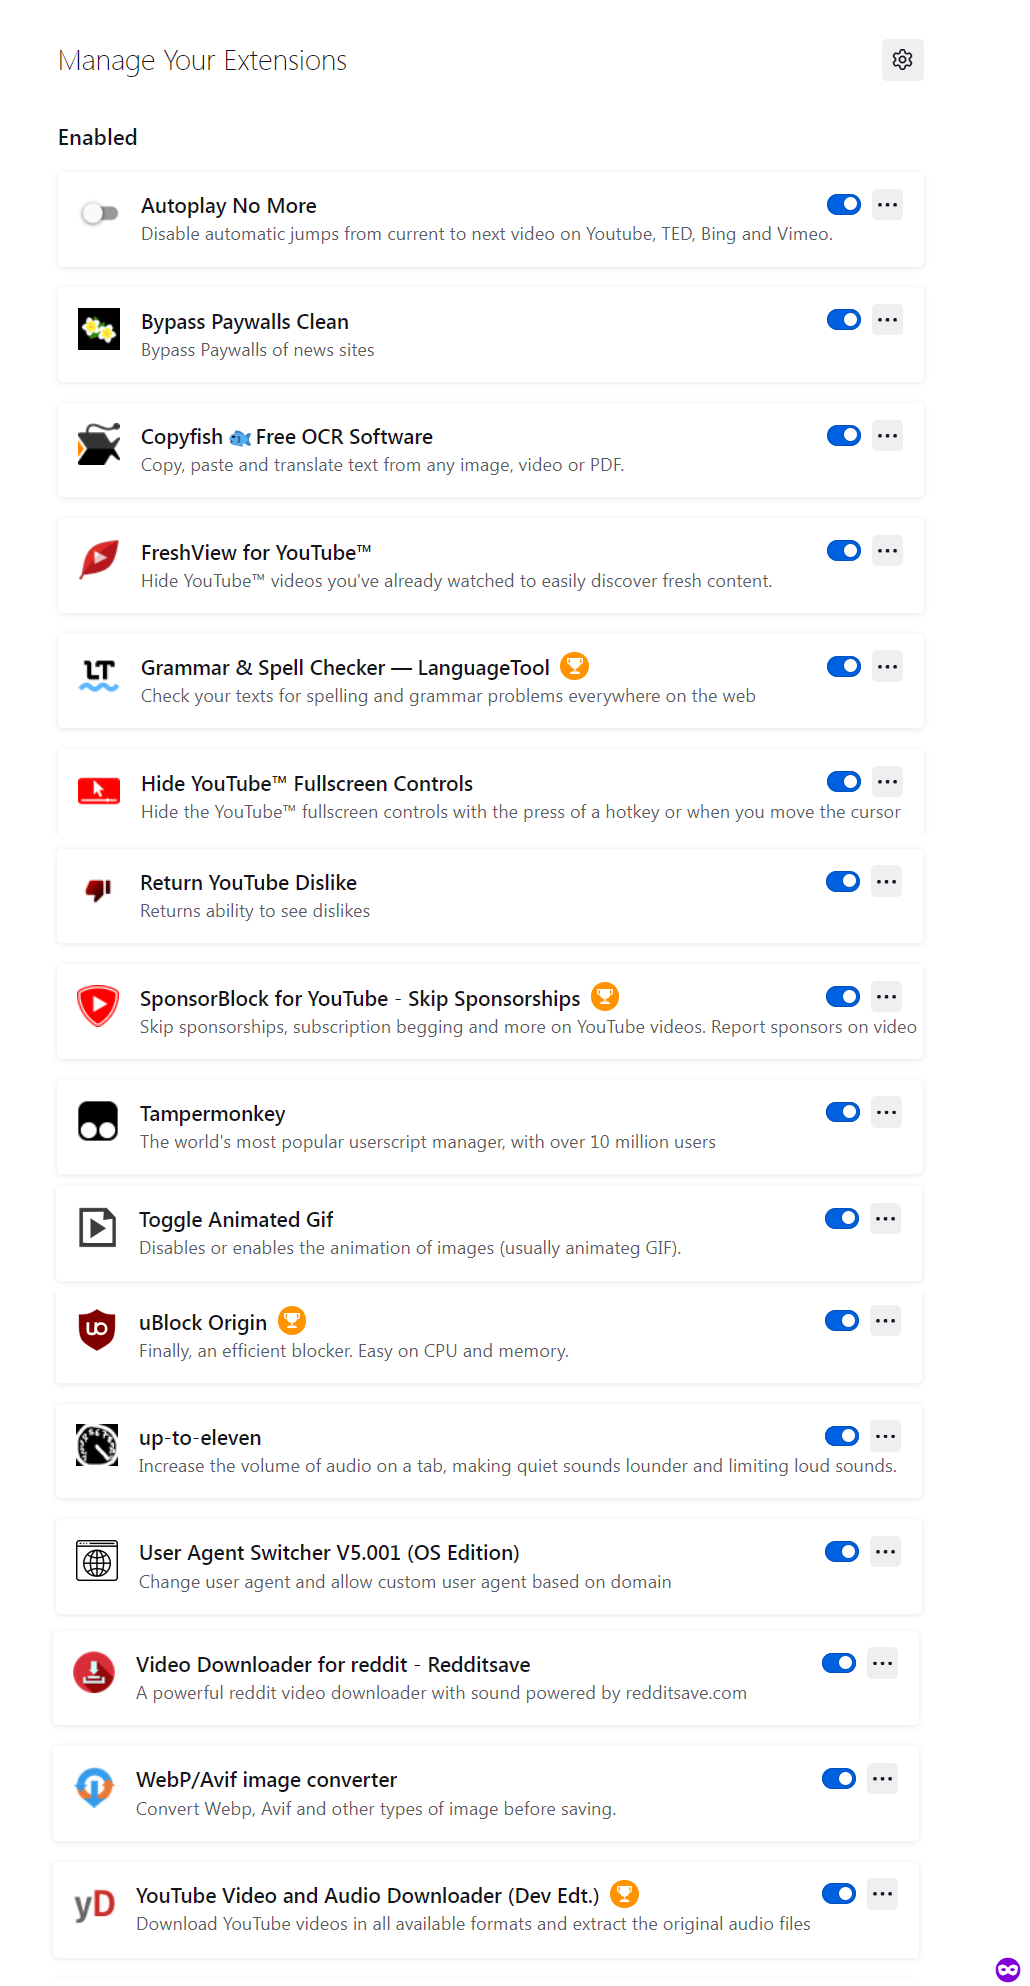 Manage Your Extensions
Enabled
Autoplay No More
Disable automatic jumps from current to next video on Youtube, TED, Bing and Vimeo.
Bypass Paywalls Clean
Bypass Paywalls of news sites
Copyfish 🐟 Free OCR Software
Copy, paste and translate text from any image, video or PDF.
FreshView for YouTube™
Hide YouTube™ videos you've already watched to easily discover fresh content.
LT
Grammar & Spell Checker — LanguageTool
Check your texts for spelling and grammar problems everywhere on the web
Hide YouTube™ Fullscreen Controls
Hide the YouTube™ fullscreen controls with the press of a hotkey or when you move the cursor
Return YouTube Dislike
Returns ability to see dislikes
SponsorBlock for YouTube - Skip Sponsorships
Skip sponsorships, subscription begging and more on YouTube videos. Report sponsors on video
Tampermonkey
The world's most popular userscript manager, with over 10 million users
Toggle Animated Gif
Disables or enables the animation of images (usually animateg GIF).
uO
uBlock Origin
Finally, an efficient blocker. Easy on CPU and memory.
up-to-eleven
Increase the volume of audio on a tab, making quiet sounds lounder and limiting loud sounds.
User Agent Switcher V5.001 (OS Edition)
Change user agent and allow custom user agent based on domain
Video Downloader for reddit - Redditsave
A powerful reddit video downloader with sound powered by redditsave.com
WebP/Avif image converter
Convert Webp, Avif and other types of image before saving.
yD
YouTube Video and Audio Downloader (Dev Edt.)
Download YouTube videos in all available formats and extract the original audio files